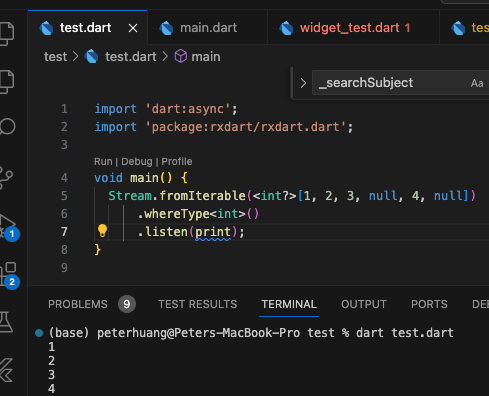 test.dart
main.dart
widget_test.dart 1
tes
test > test.dart > main
_searchSubject
Aa
1 import 'dart:async';
2 import 'package:rxdart/rxdart.dart';
3
Run | Debug | Profile
4 void main() {
5 Stream.fromIterable(<int?>[1, 2, 3, null, 4, null])
6 .whereType<int>()
7 .listen(print);
8 }
9
1
2
PROBLEMS 9 TEST RESULTS TERMINAL OUTPUT PORTS DE
(base) peterhuang@Peters-MacBook-Pro test % dart test.dart
1
2
3
4